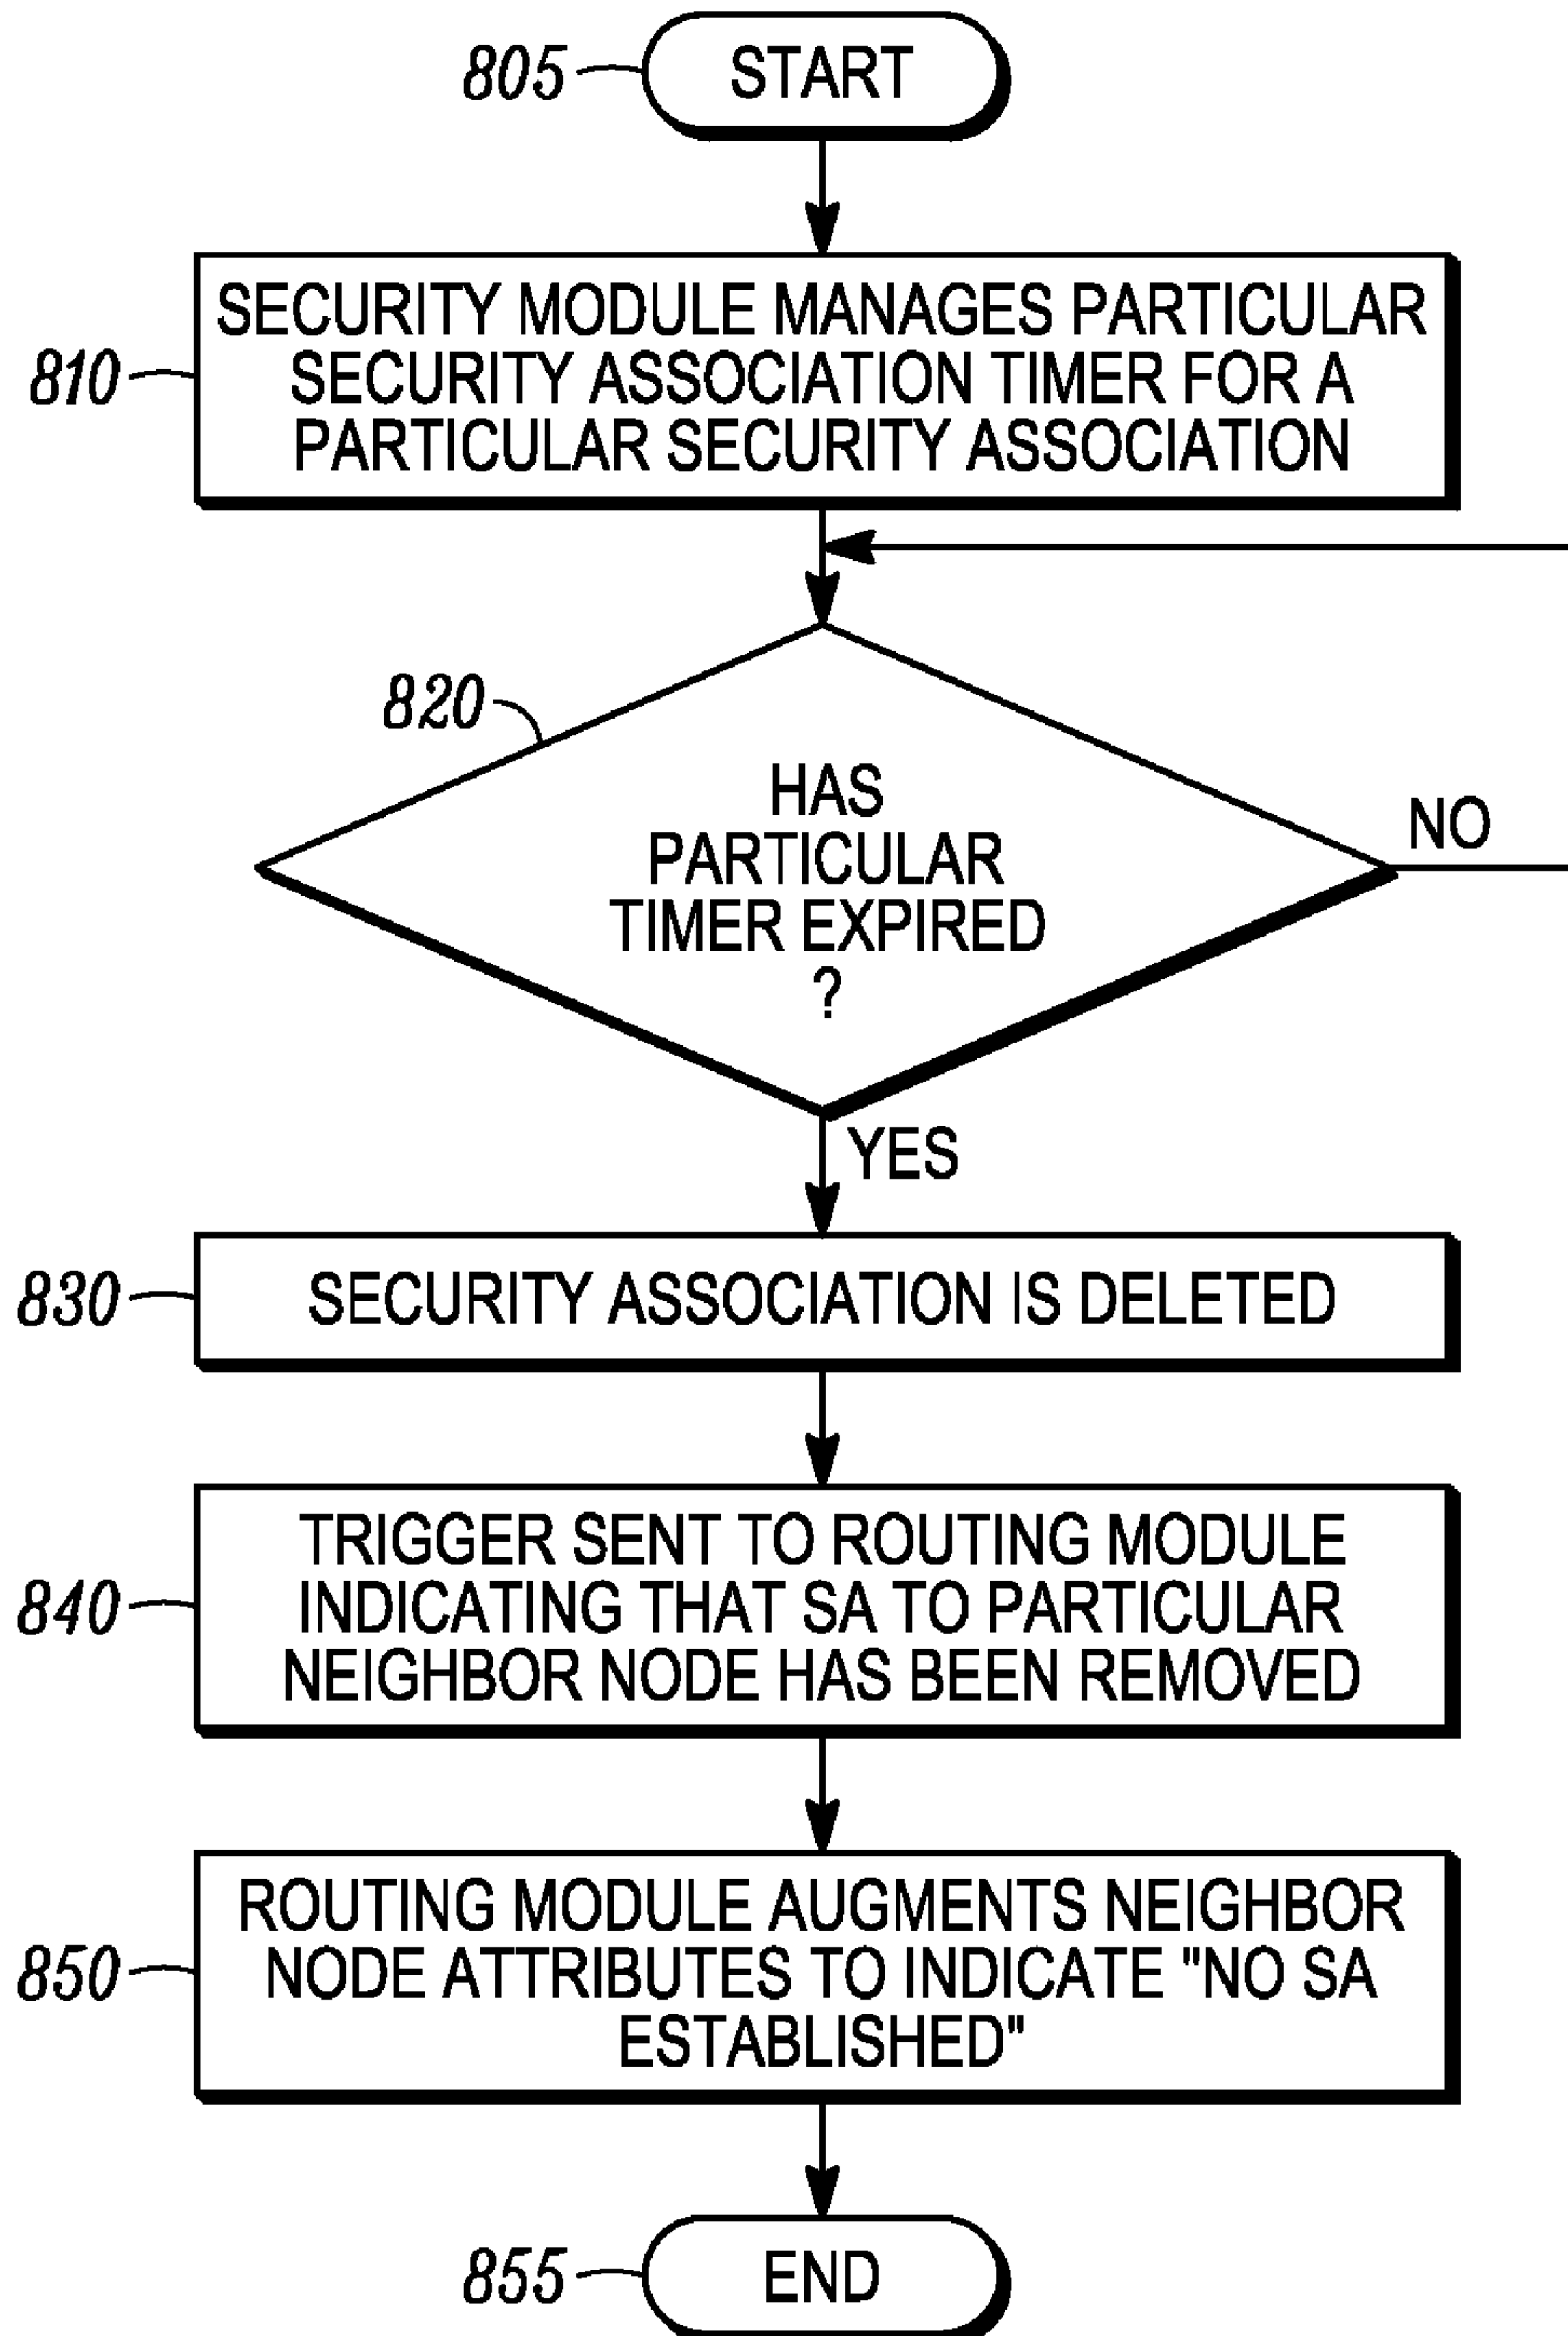 805
START
810
SECURITY MODULE MANAGES PARTICULAR
SECURITY ASSOCIATION TIMER FOR A
PARTICULAR SECURITY ASSOCIATION
820
HAS
PARTICULAR
TIMER EXPIRED
?
NO
YES
830
SECURITY ASSOCIATION IS DELETED
840
TRIGGER SENT TO ROUTING MODULE
INDICATING THAT SA TO PARTICULAR
NEIGHBOR NODE HAS BEEN REMOVED
850
ROUTING MODULE AUGMENTS NEIGHBOR
NODE ATTRIBUTES TO INDICATE "NO SA
ESTABLISHED"
855
END